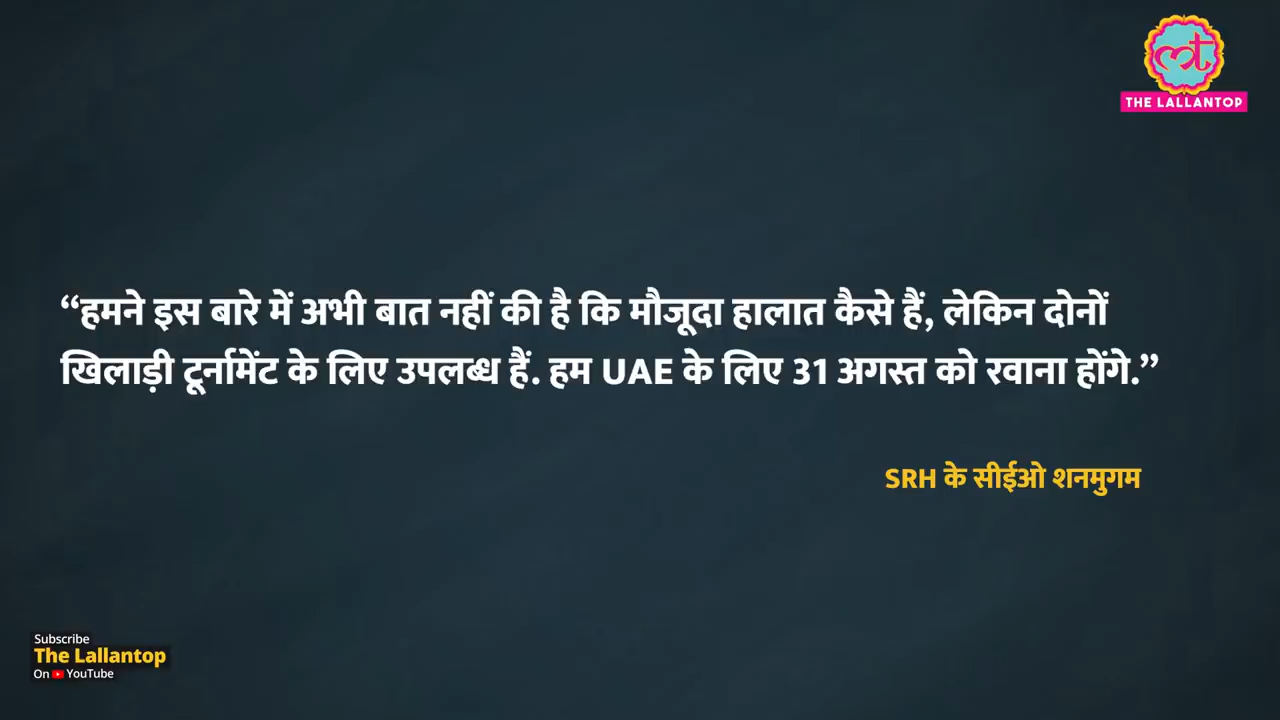 mt
THE LALLANTOP
“हमने इस बारे में अभी बात नहीं की है कि मौजूदा हालात कैसे हैं, लेकिन दोनों
खिलाड़ी टूर्नामेंट के लिए उपलब्ध हैं. हम UAE के लिए 31 अगस्त को रवाना होंगे.”
SRH के सीईओ शनमुगम
Subscribe
The Lallantop
On YouTube